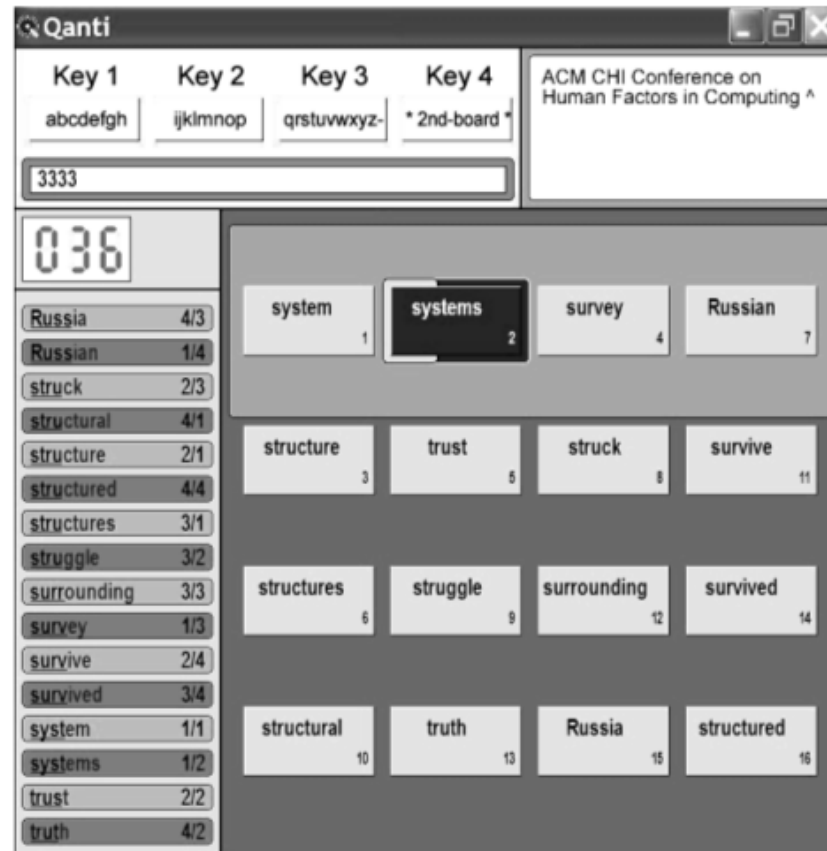 Qanti
Key 1 Key 2 Key 3 Key 4
abcdefgh ijklmnop qrstuvwxyz- * 2nd-board *
ACM CHI Conference on
Human Factors in Computing ^
3333
036
Russia 4/3
Russian 1/4
struck 2/3
structural 4/1
structure 2/1
structured 4/4
structures 3/1
struggle 3/2
surrounding 3/3
survey 1/3
survive 2/4
survived 3/4
system 1/1
systems 1/2
trust 2/2
truth 4/2
system systems survey Russian
1 2 4 7
structure trust struck survive
3 5 8 11
structures struggle surrounding survived
6 9 12 14
structural truth Russia structured
10 13 15 16